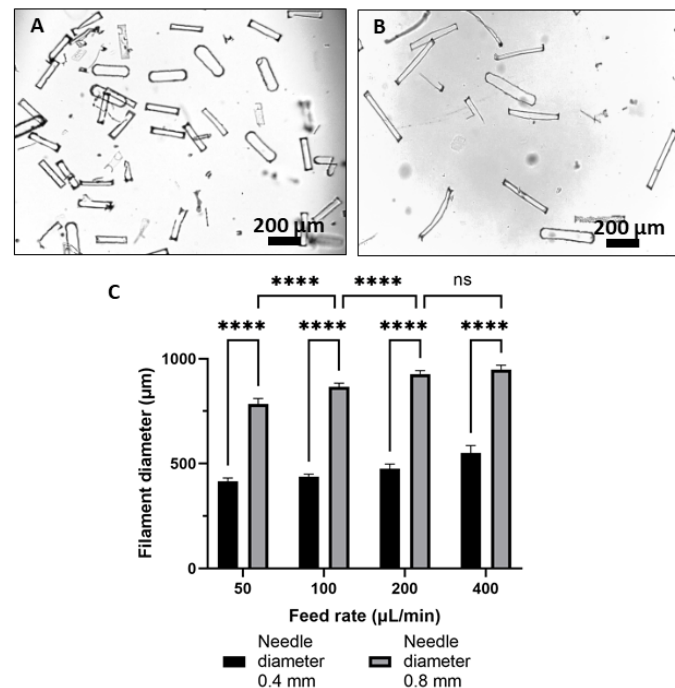 A
200 µm
B
200 µm
C
**** **** ns
**** **** **** ****
1000
500
0
Filament diameter (µm)
50 100 200 400
Feed rate (µL/min)
Needle
diameter
0.4 mm
Needle
diameter
0.8 mm